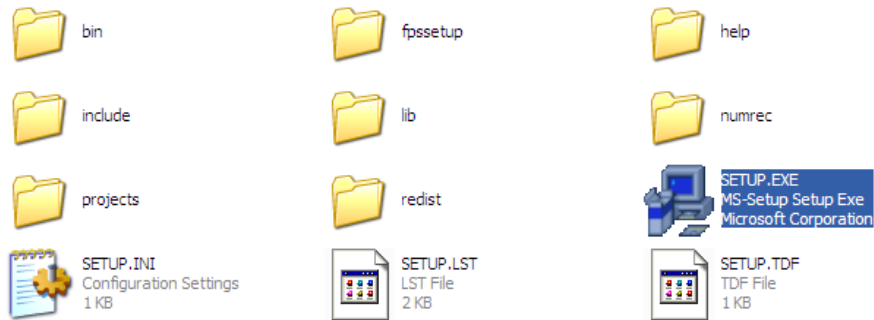 bin
fpssetup
help
include
lib
numrec
projects
redist
SETUP.EXE
MS-Setup Setup Exe
Microsoft Corporation
SETUP.INI
Configuration Settings
1 KB
SETUP.LST
LST File
2 KB
SETUP.TDF
TDF File
1 KB